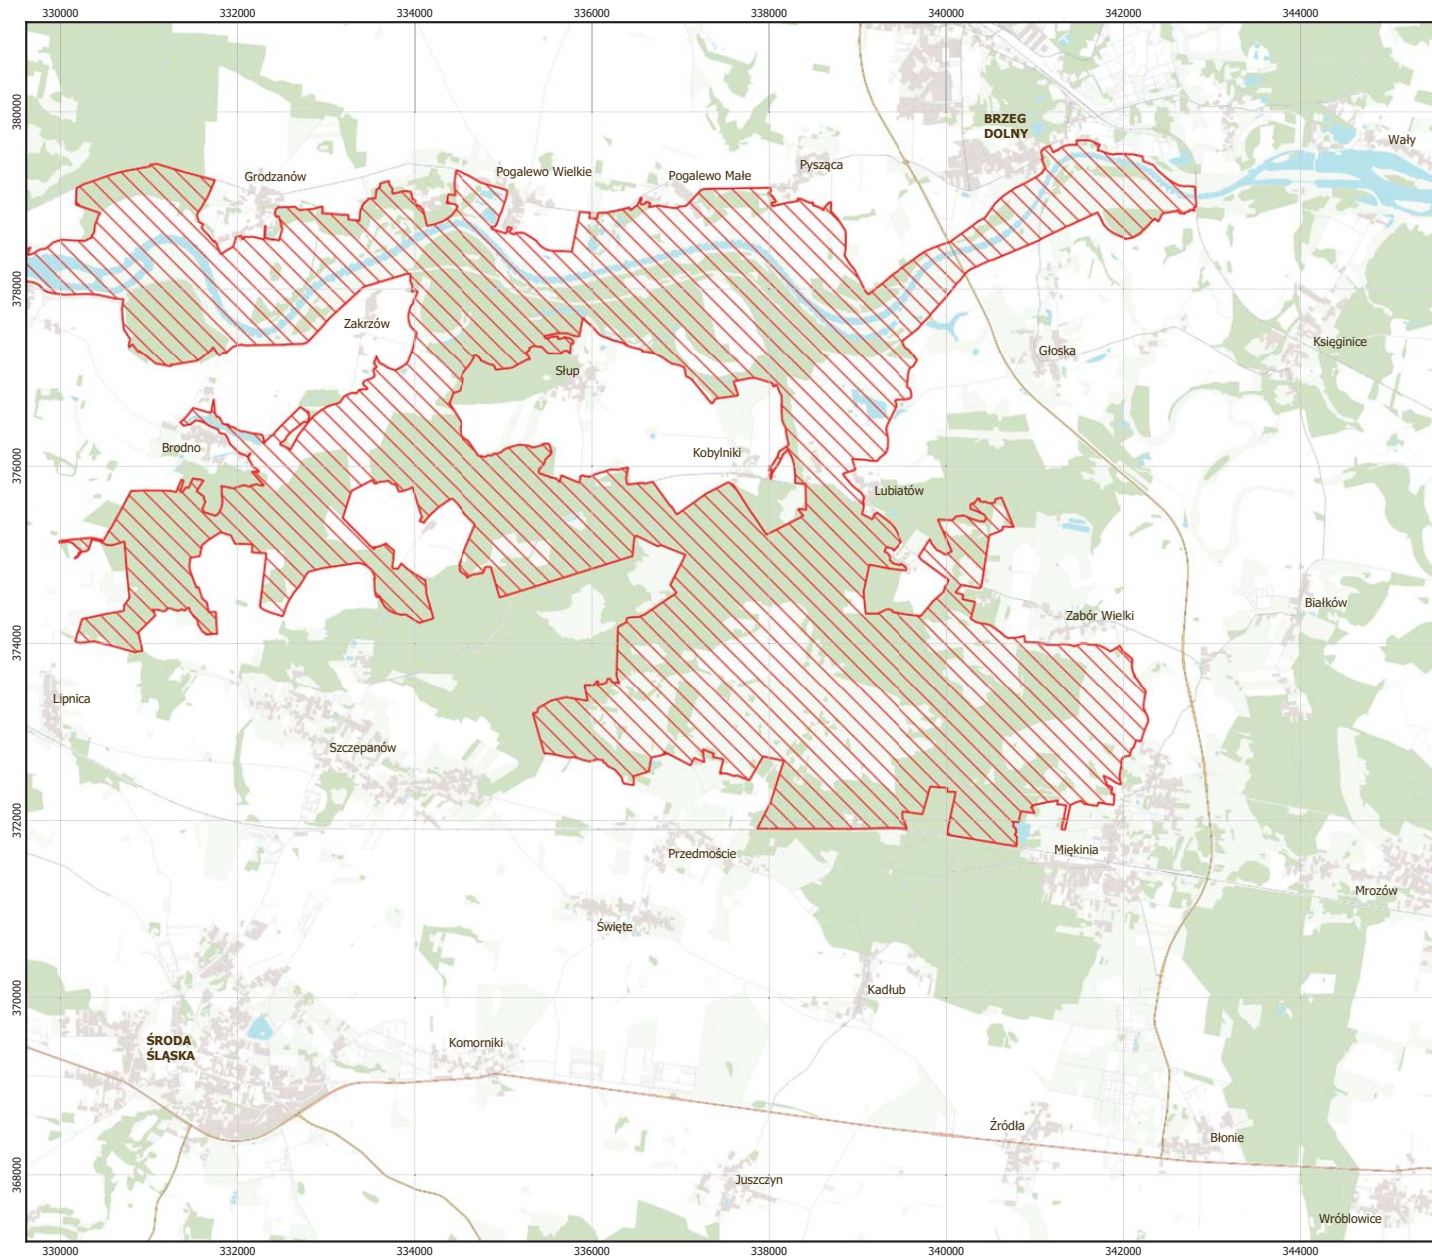 330000 332000 334000 336000 338000 340000 342000 344000
380000
BRZEG
DOLNY
Wały
Pysząca
Grodzanów
Pogalewo Wielkie
Pogalewo Małe
378000
Zakrzów
Głoska
Księginice
Słup
Brodno
Kobylniki
376000
Lubiatów
Białków
Zabór Wielki
374000
Lipnica
Szczepanów
372000
Przedmoście
Miękinia
Mrozów
Święte
370000
Kadłub
ŚRODA
ŚLĄSKA
Komorniki
Źródła
Błonie
368000
Juszczyn
Wróblowice
330000 332000 334000 336000 338000 340000 342000 344000